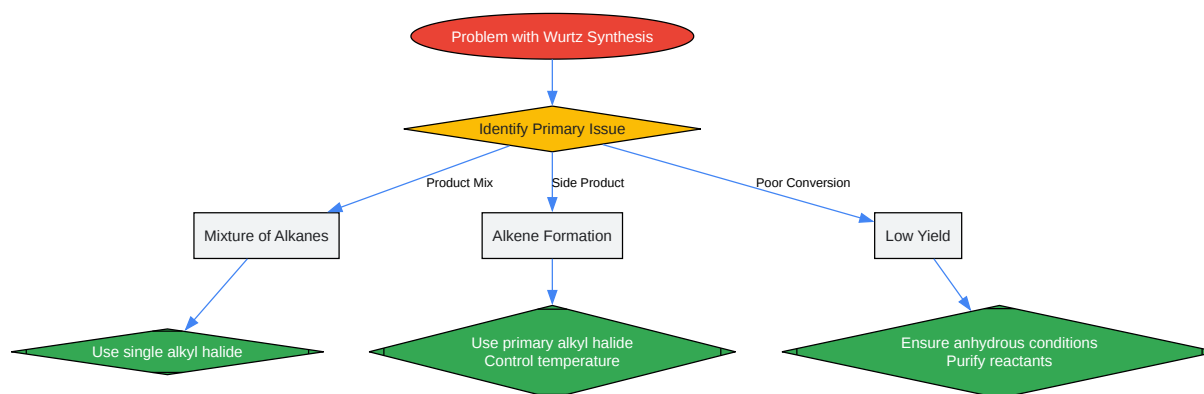 Problem with Wurtz Synthesis
Identify Primary Issue
Product Mix
Side Product
Poor Conversion
Mixture of Alkanes
Alkene Formation
Low Yield
Use single alkyl halide
Use primary alkyl halide
Control temperature
Ensure anhydrous conditions
Purify reactants